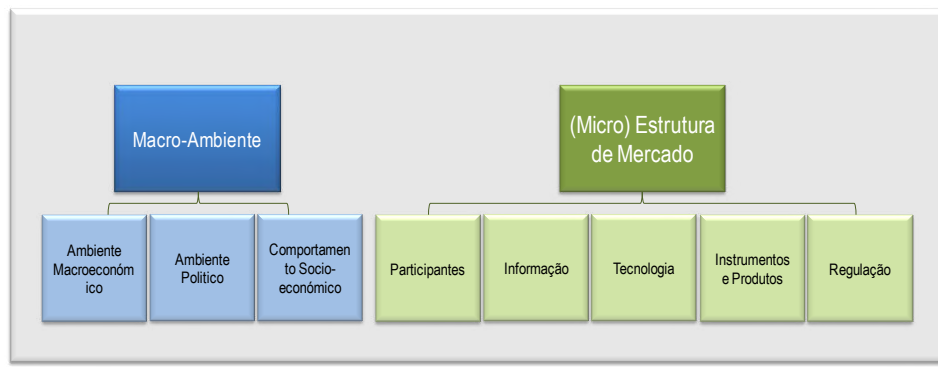 Macro-Ambiente
(Micro) Estrutura
de Mercado
Ambiente
Macroeconóm
ico
Ambiente
Politico
Comportamen
to Socio-
económico
Participantes
Informação
Tecnologia
Instrumentos
e Produtos
Regulação